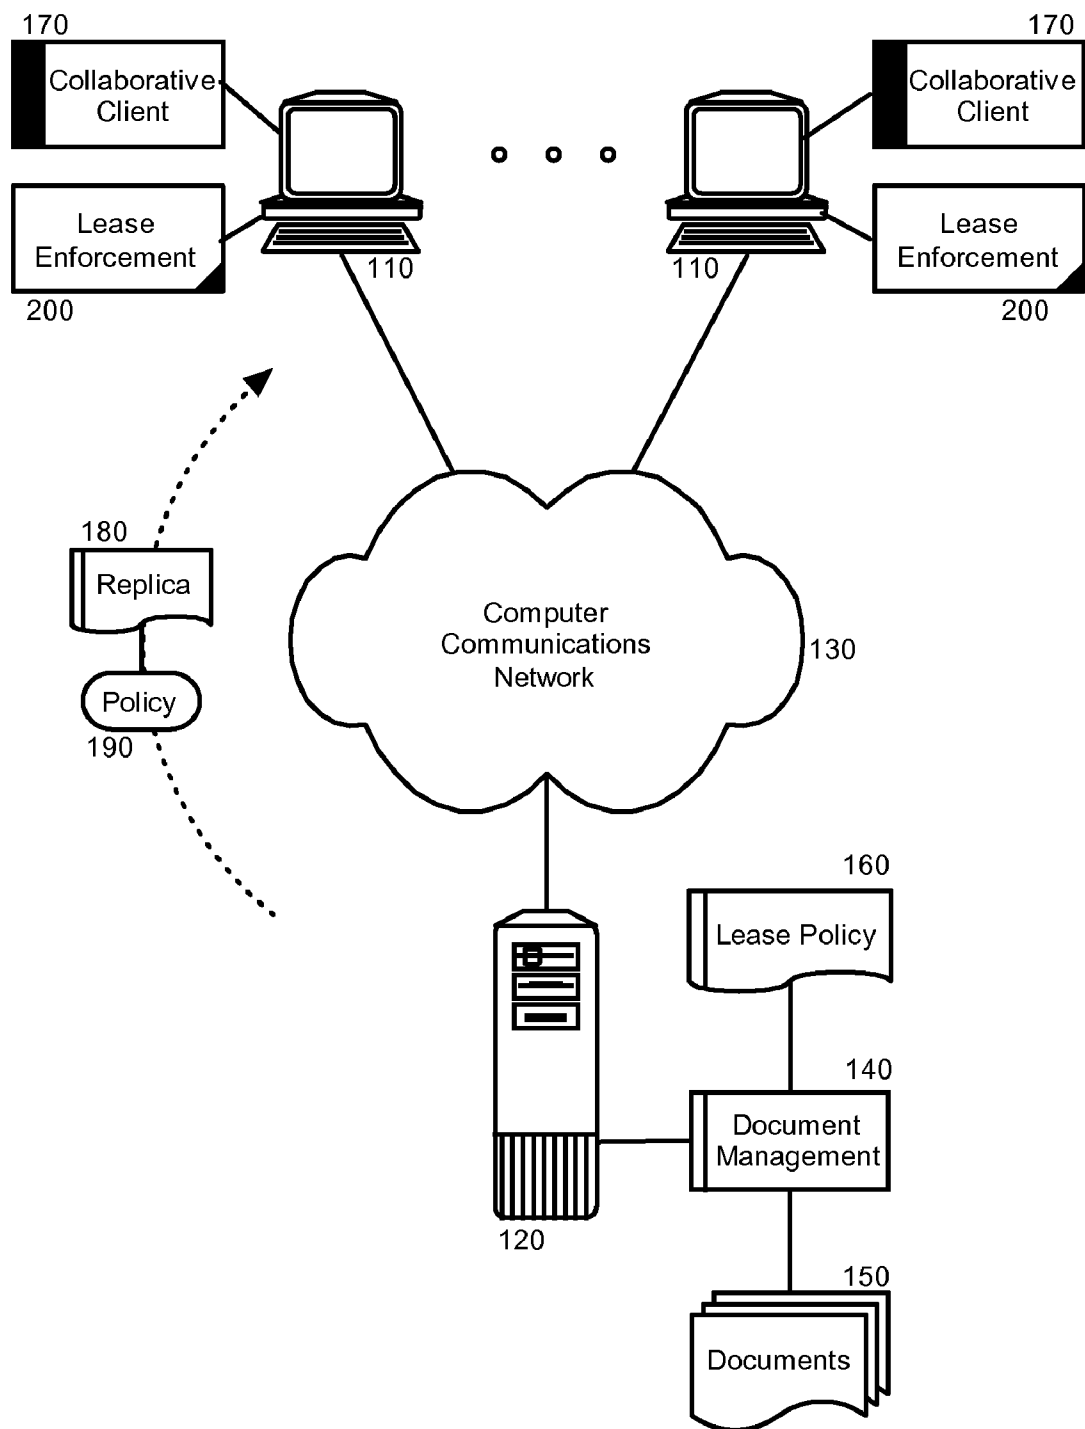 170
170
Collaborative
Client
Collaborative
Client
Lease
Enforcement
Lease
Enforcement
110
110
200
200
180
Replica
Computer
Communications
Network
130
Policy
190
160
Lease Policy
140
Document
Management
120
150
Documents